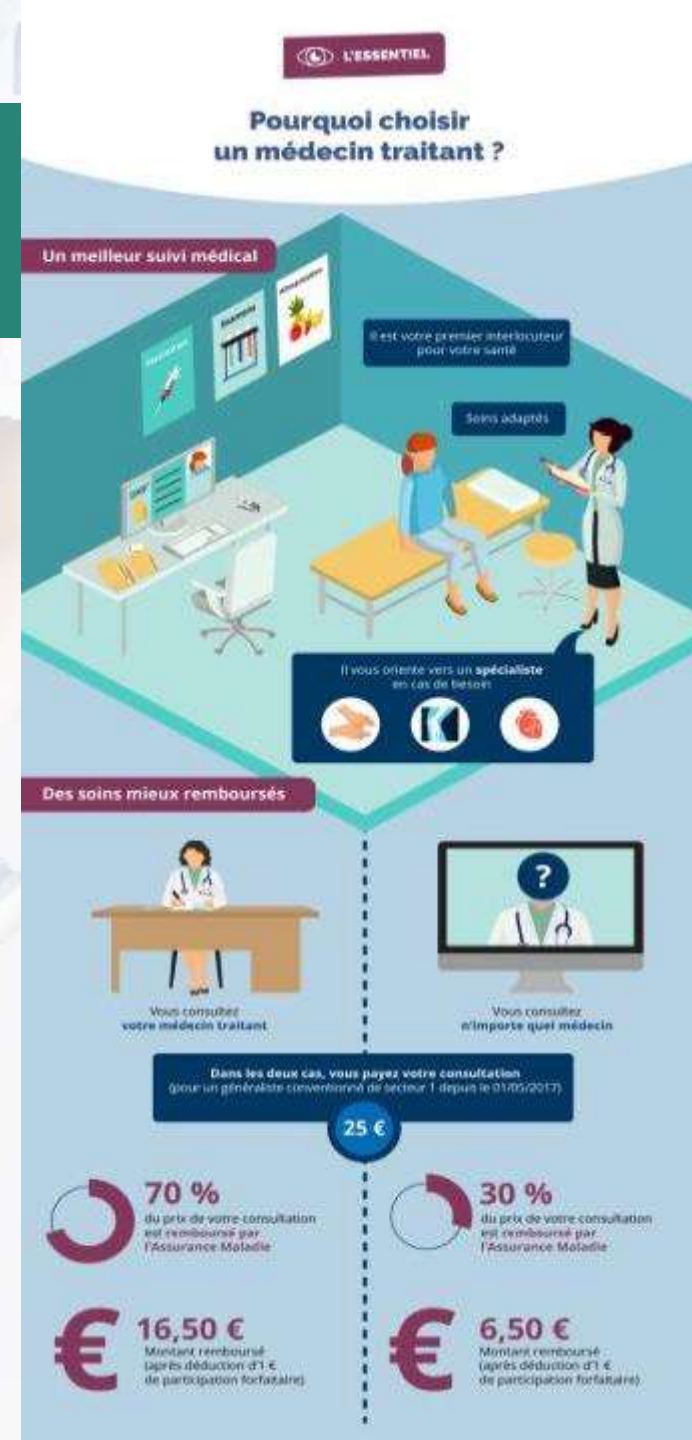 L'ESSENTIEL
Pourquoi choisir
un médecin traitant ?
Un meilleur suivi médical
Vaccination
Alimentation
Il est votre premier interlocuteur
pour votre santé
Soins adaptés
Il vous oriente vers un spécialiste
en cas de besoin
Des soins mieux remboursés
?
Vous consultez
votre médecin traitant
Vous consultez
n'importe quel médecin
Dans les deux cas, vous payez votre consultation
(pour un généraliste conventionné de secteur 1 depuis le 01/05/2017)
25 €
70 %
du prix de votre consultation
est remboursé par
l'Assurance Maladie
30 %
du prix de votre consultation
est remboursé par
l'Assurance Maladie
€
16,50 €
Montant remboursé
(après déduction d'1 €
de participation forfaitaire)
€
6,50 €
Montant remboursé
(après déduction d'1 €
de participation forfaitaire)